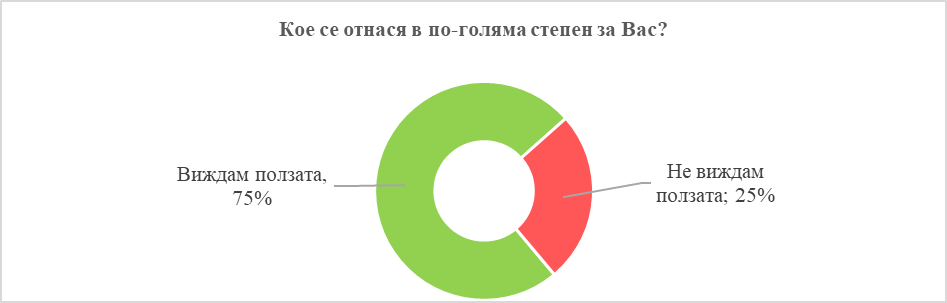 Кое се отнася в по-голяма степен за Вас?
Виждам ползата,
75%
Не виждам
ползата; 25%